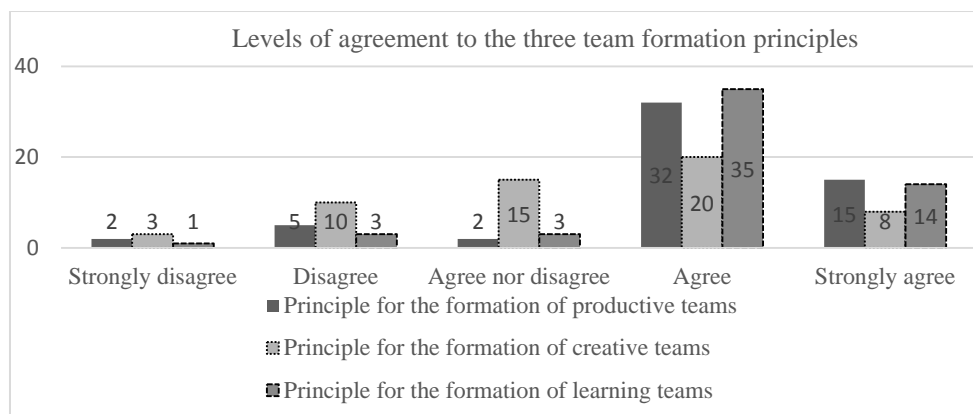 Levels of agreement to the three team formation principles
40
20
0
2 3 1
5 10 3
2 15 3
32 20 35
15 8 14
Strongly disagree Disagree Agree nor disagree Agree Strongly agree
Principle for the formation of productive teams
Principle for the formation of creative teams
Principle for the formation of learning teams